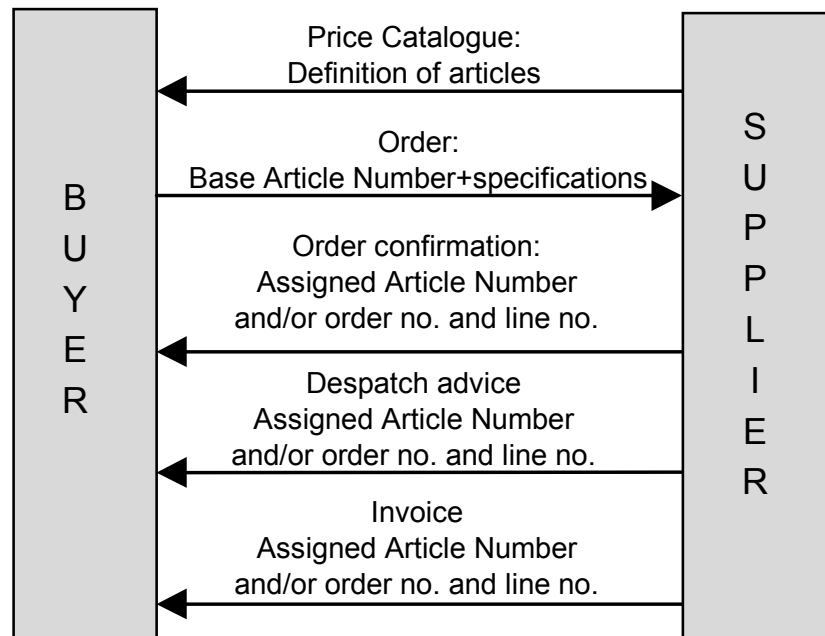 Price Catalogue:
Definition of articles
Order:
Base Article Number+specifications
Order confirmation:
Assigned Article Number
and/or order no. and line no.
Despatch advice
Assigned Article Number
and/or order no. and line no.
Invoice
Assigned Article Number
and/or order no. and line no.
BUYER
SUPPLIER